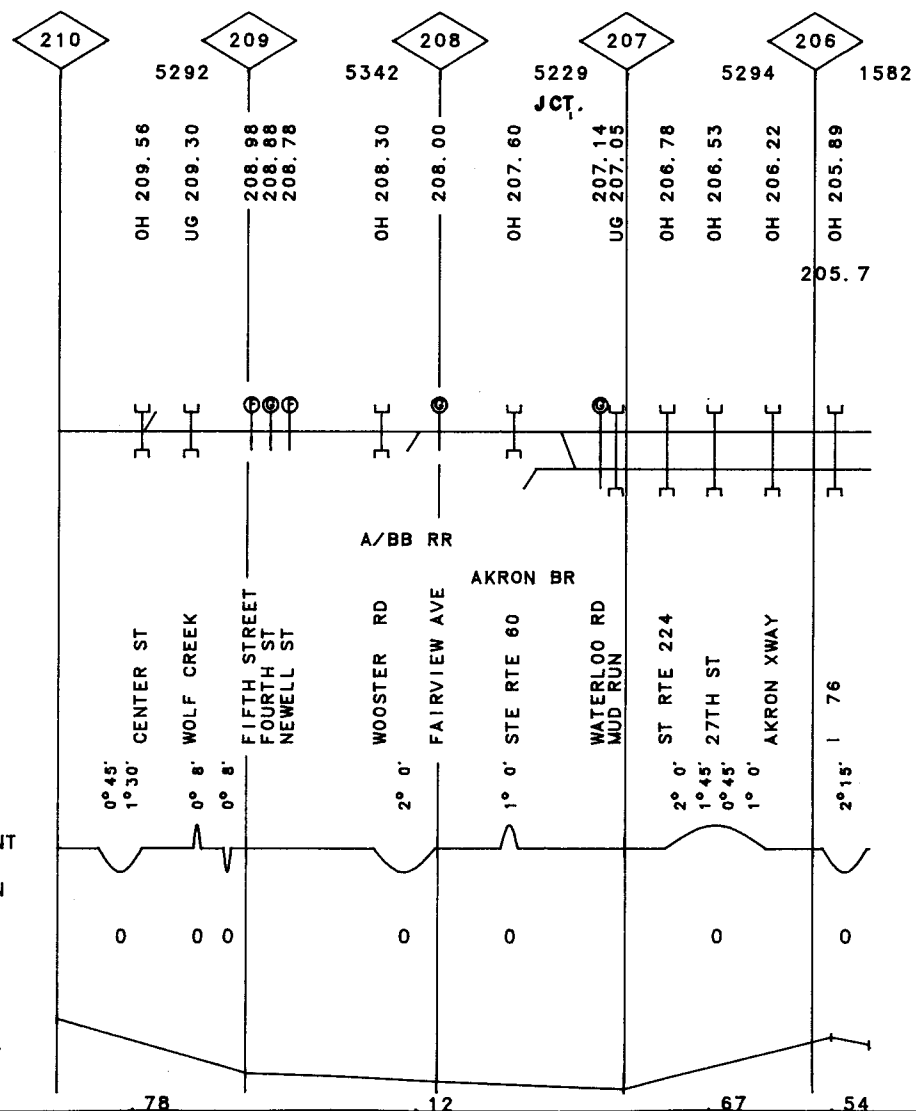 210 209 208 207 206
5292 5342 5229 5294 1582
JCT.
OH 209.56
UG 209.30
208.98
208.88
208.78
OH 208.30
208.00
OH 207.60
207.14
UG 207.05
OH 206.78
OH 206.53
OH 206.22
OH 205.89
205.7
F G F G G
A/BB RR
AKRON BR
CENTER ST
WOLF CREEK
FIFTH STREET
FOURTH ST
NEWELL ST
WOOSTER RD
FAIRVIEW AVE
STE RTE 60
WATERLOO RD
MUD RUN
ST RTE 224
27TH ST
AKRON XWAY
I 76
0°45'
1°30'
0° 8'
0° 8'
2° 0'
1° 0'
2° 0'
1°45'
0°45'
1° 0'
2°15'
NT
N
0 0 0 0 0 0 0
.78 .12 .67 .54